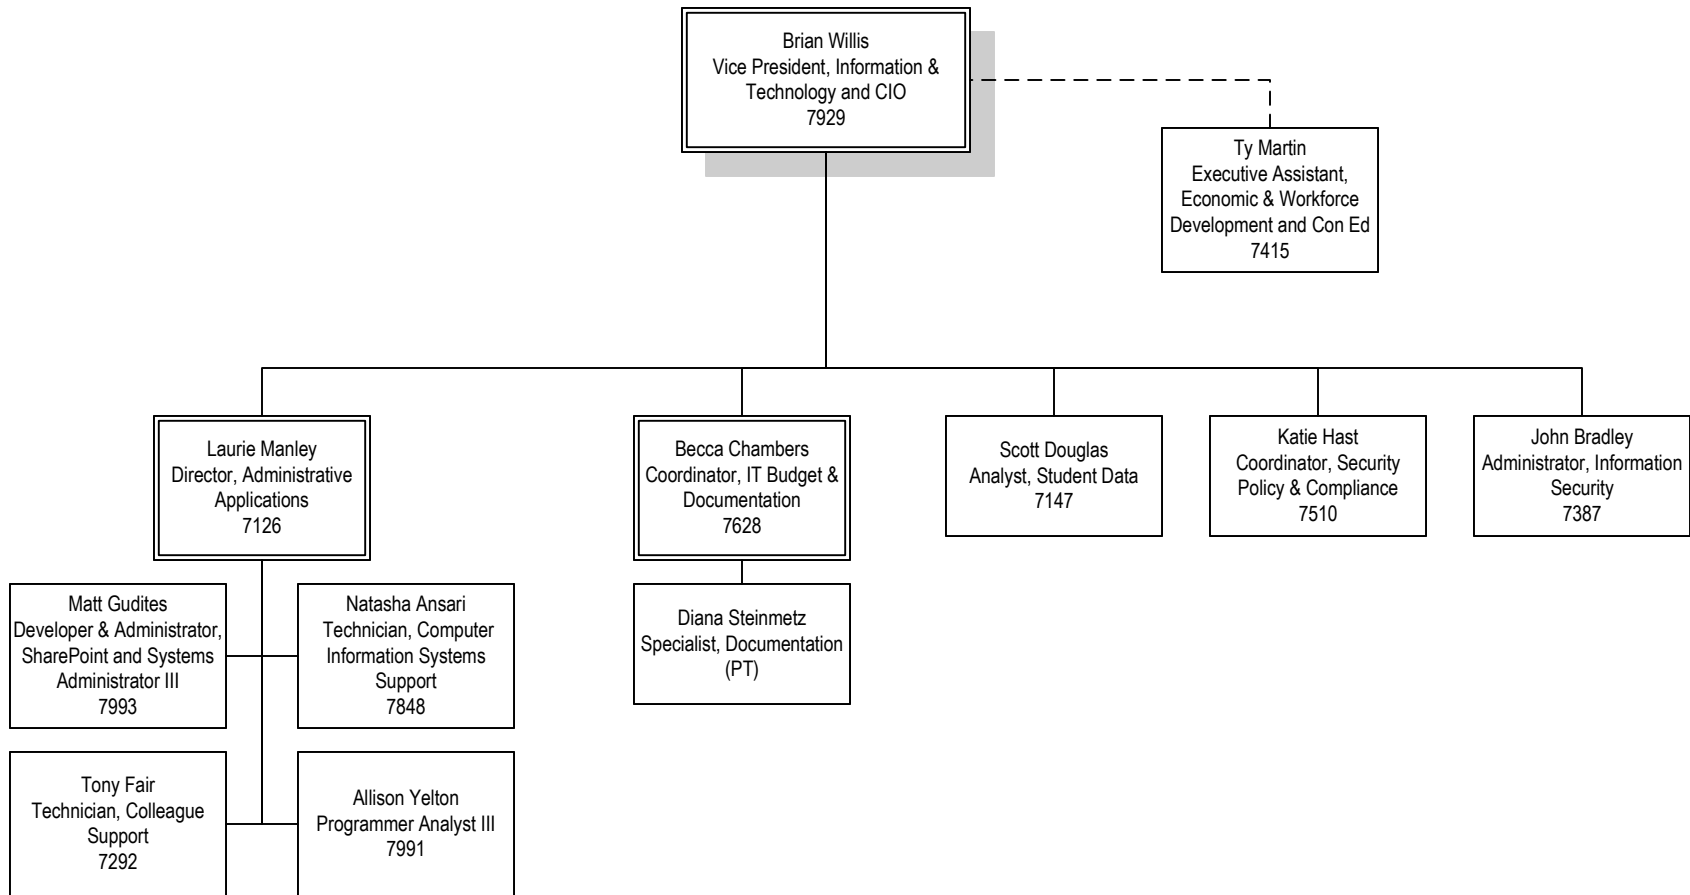 Brian Willis
Vice President, Information &
Technology and CIO
7929
Ty Martin
Executive Assistant,
Economic & Workforce
Development and Con Ed
7415
Laurie Manley
Director, Administrative
Applications
7126
Becca Chambers
Coordinator, IT Budget &
Documentation
7628
Scott Douglas
Analyst, Student Data
7147
Katie Hast
Coordinator, Security
Policy & Compliance
7510
John Bradley
Administrator, Information
Security
7387
Matt Gudites
Developer & Administrator,
SharePoint and Systems
Administrator III
7993
Natasha Ansari
Technician, Computer
Information Systems
Support
7848
Diana Steinmetz
Specialist, Documentation
(PT)
Tony Fair
Technician, Colleague
Support
7292
Allison Yelton
Programmer Analyst III
7991